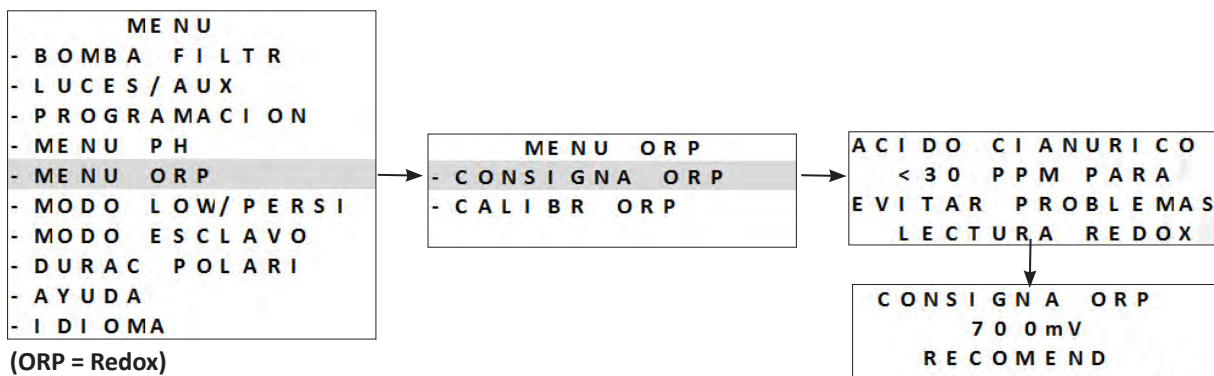 MENU
- BOMBA FILTR
- LUCES/AUX
- PROGRAMACION
- MENU PH
- MENU ORP
- MODO LOW/PERSI
- MODO ESCLAVO
- DURAC POLARI
- AYUDA
- IDIOMA
(ORP = Redox)
MENU ORP
- CONSIGNA ORP
- CALIBR ORP
ACIDO CIANURICO
<30 PPM PARA
EVITAR PROBLEMAS
LECTURA REDOX
CONSIGNA ORP
700mV
RECOMEND